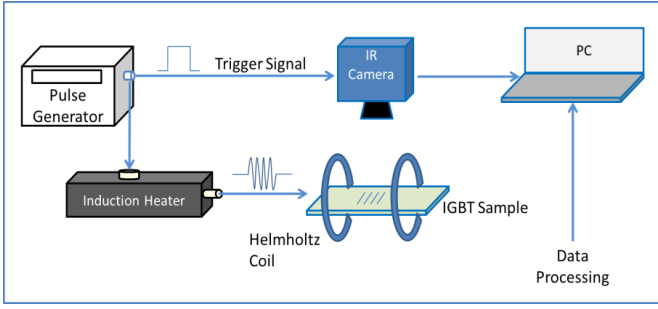 Pulse
Generator
Trigger Signal
IR
Camera
PC
Induction Heater
Helmholtz
Coil
IGBT Sample
Data
Processing